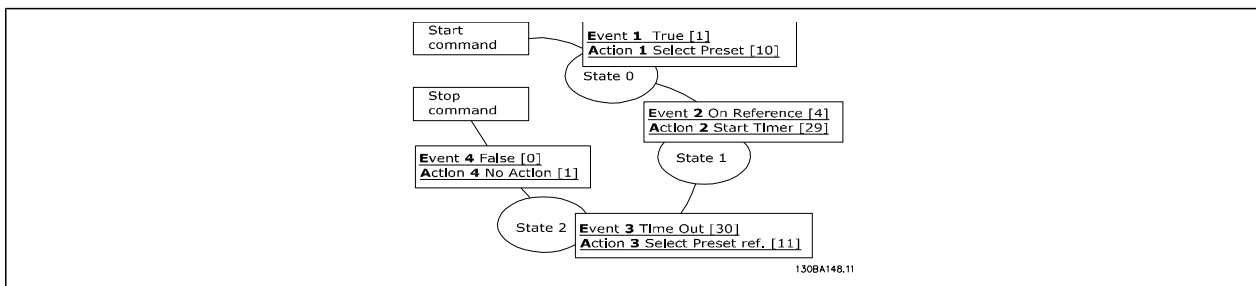 Start
command
Event 1 True [1]
Action 1 Select Preset [10]
State 0
Stop
command
Event 2 On Reference [4]
Action 2 Start Timer [29]
State 1
Event 4 False [0]
Action 4 No Action [1]
State 2
Event 3 Time Out [30]
Action 3 Select Preset ref. [11]
130BA148.11